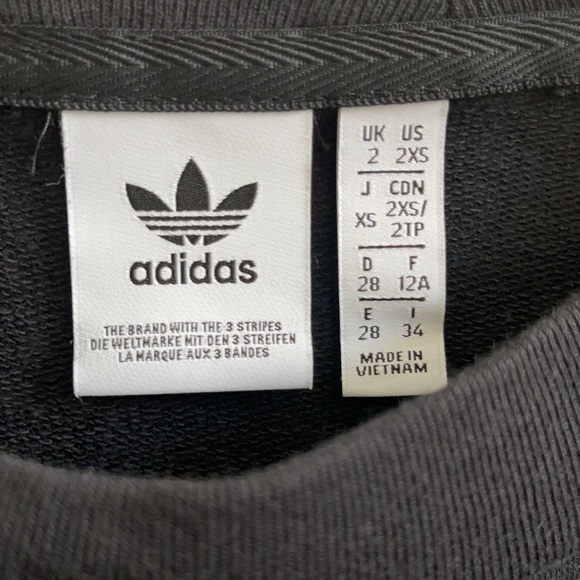 adidas
THE BRAND WITH THE 3 STRIPES
DIE WELTMARKE MIT DEN 3 STREIFEN
LA MARQUE AUX 3 BANDES
UK US
2 2XS
J CDN
XS 2XS/
2TP
D F
28 12A
E I
28 34
MADE IN
VIETNAM